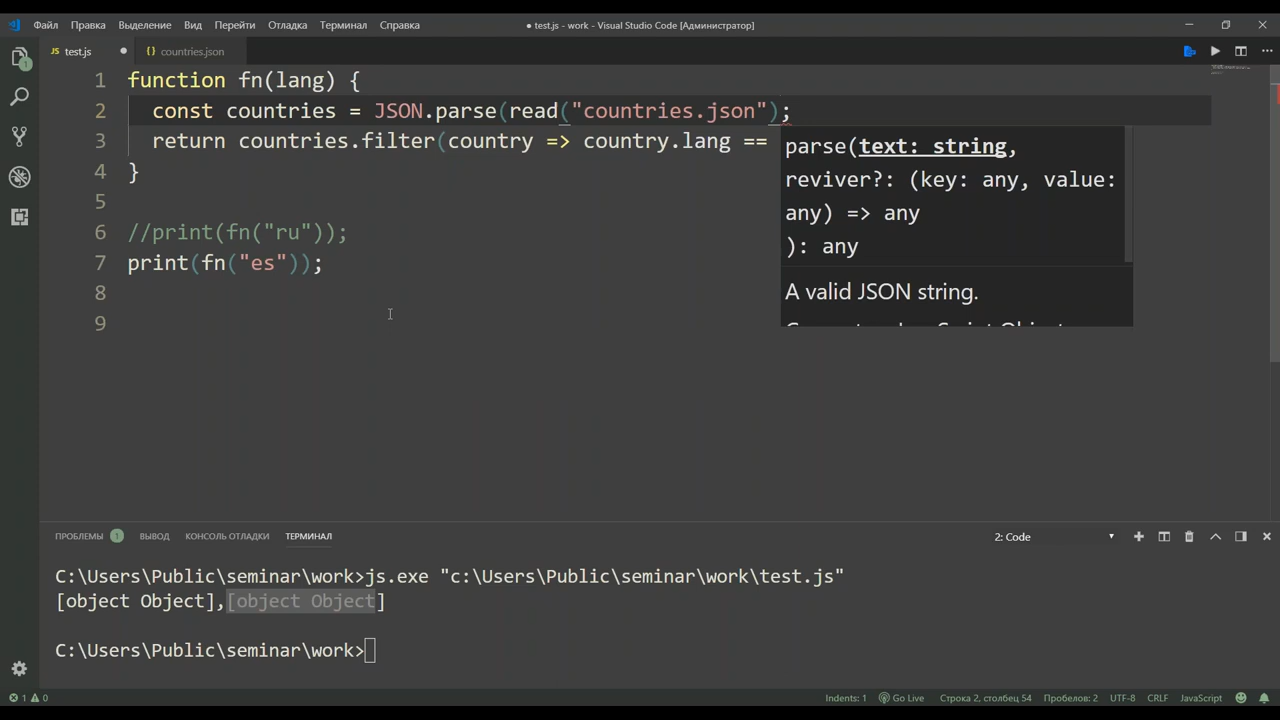 Файл Правка Выделение Вид Перейти Отладка Терминал Справка ● test.js - work - Visual Studio Code [Администратор]
JS test.js ● {} countries.json
1 function fn(lang) {
2 const countries = JSON.parse(read("countries.json");
3 return countries.filter(country => country.lang ==
4 }
5
6 //print(fn("ru"));
7 print(fn("es"));
8
9
parse(text: string,
reviver?: (key: any, value:
any) => any
): any
A valid JSON string.
ПРОБЛЕМЫ 1 ВЫВОД КОНСОЛЬ ОТЛАДКИ ТЕРМИНАЛ 2: Code
C:\Users\Public\seminar\work>js.exe "c:\Users\Public\seminar\work\test.js"
[object Object],[object Object]
C:\Users\Public\seminar\work>
1 0 Indents: 1 Go Live Строка 2, столбец 54 Пробелов: 2 UTF-8 CRLF JavaScript